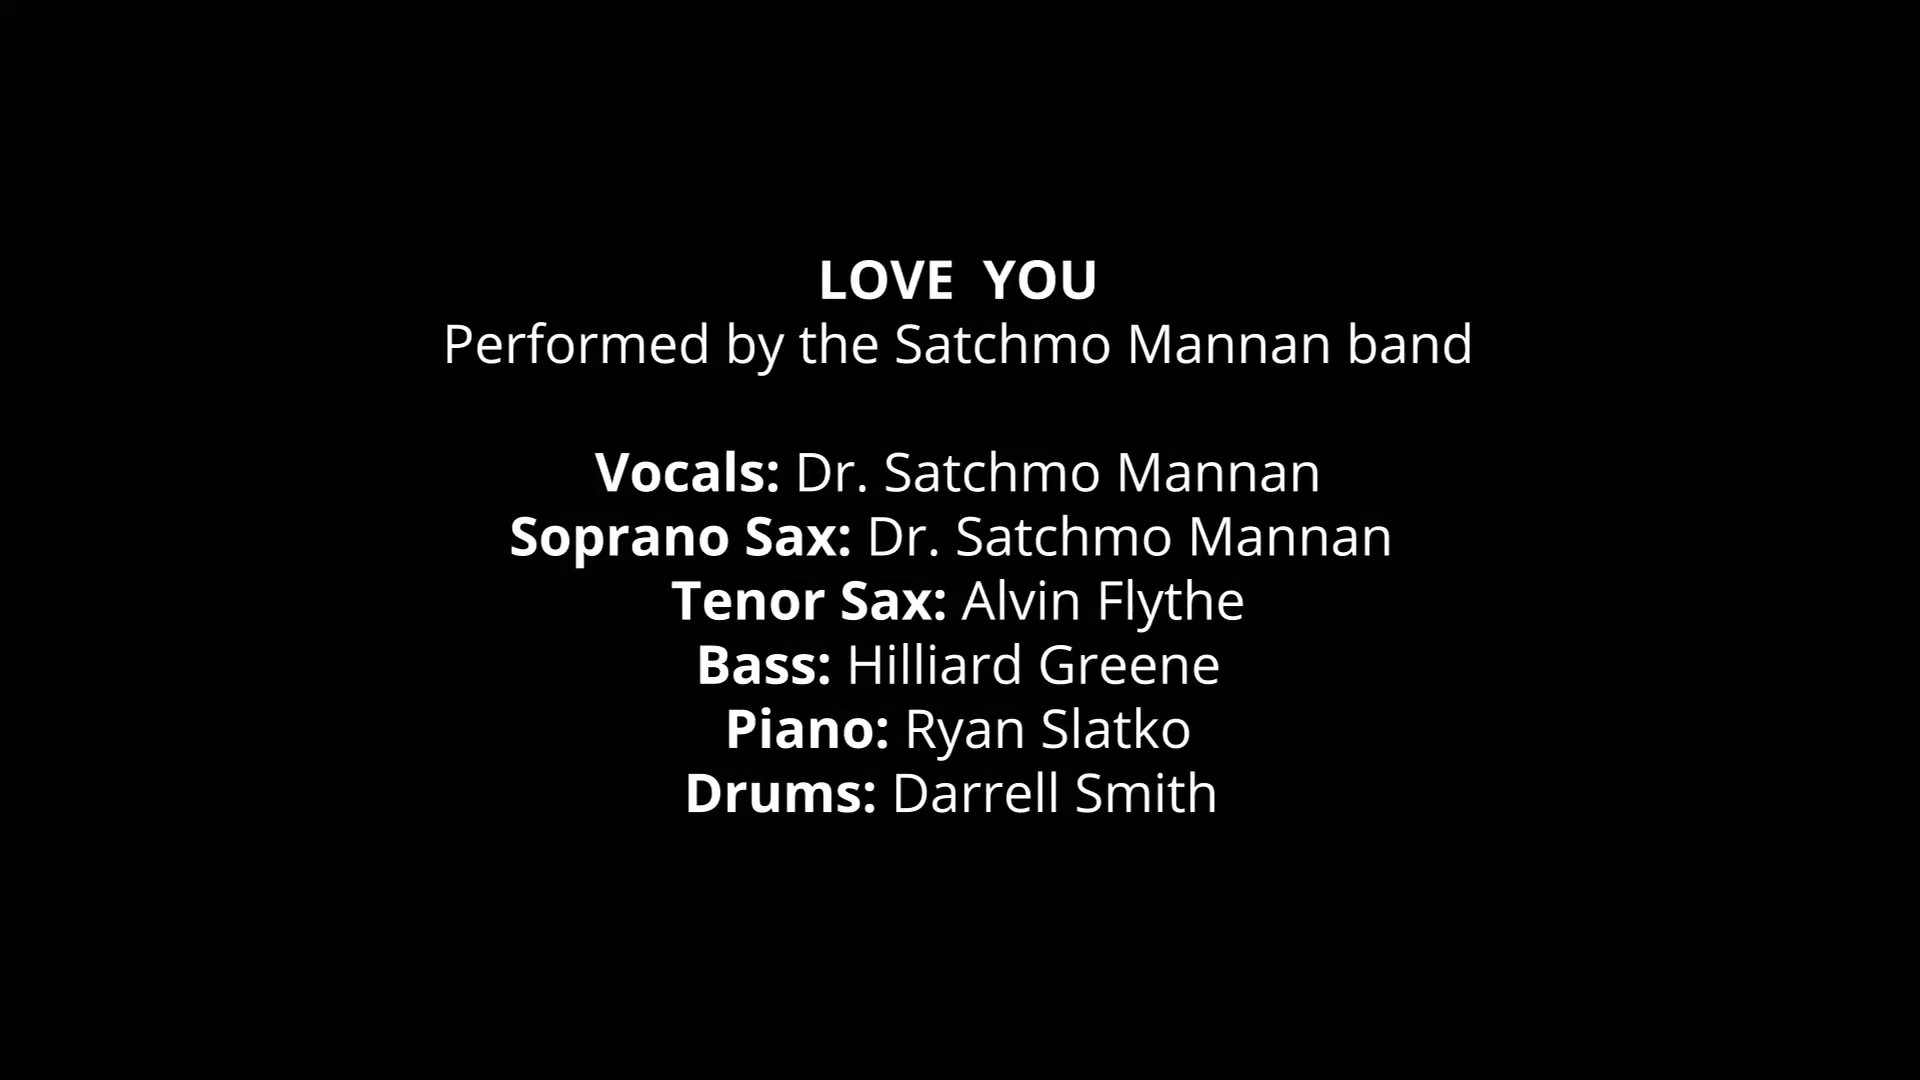 LOVE YOU
Performed by the Satchmo Mannan band
Vocals: Dr. Satchmo Mannan
Soprano Sax: Dr. Satchmo Mannan
Tenor Sax: Alvin Flythe
Bass: Hilliard Greene
Piano: Ryan Slatko
Drums: Darrell Smith